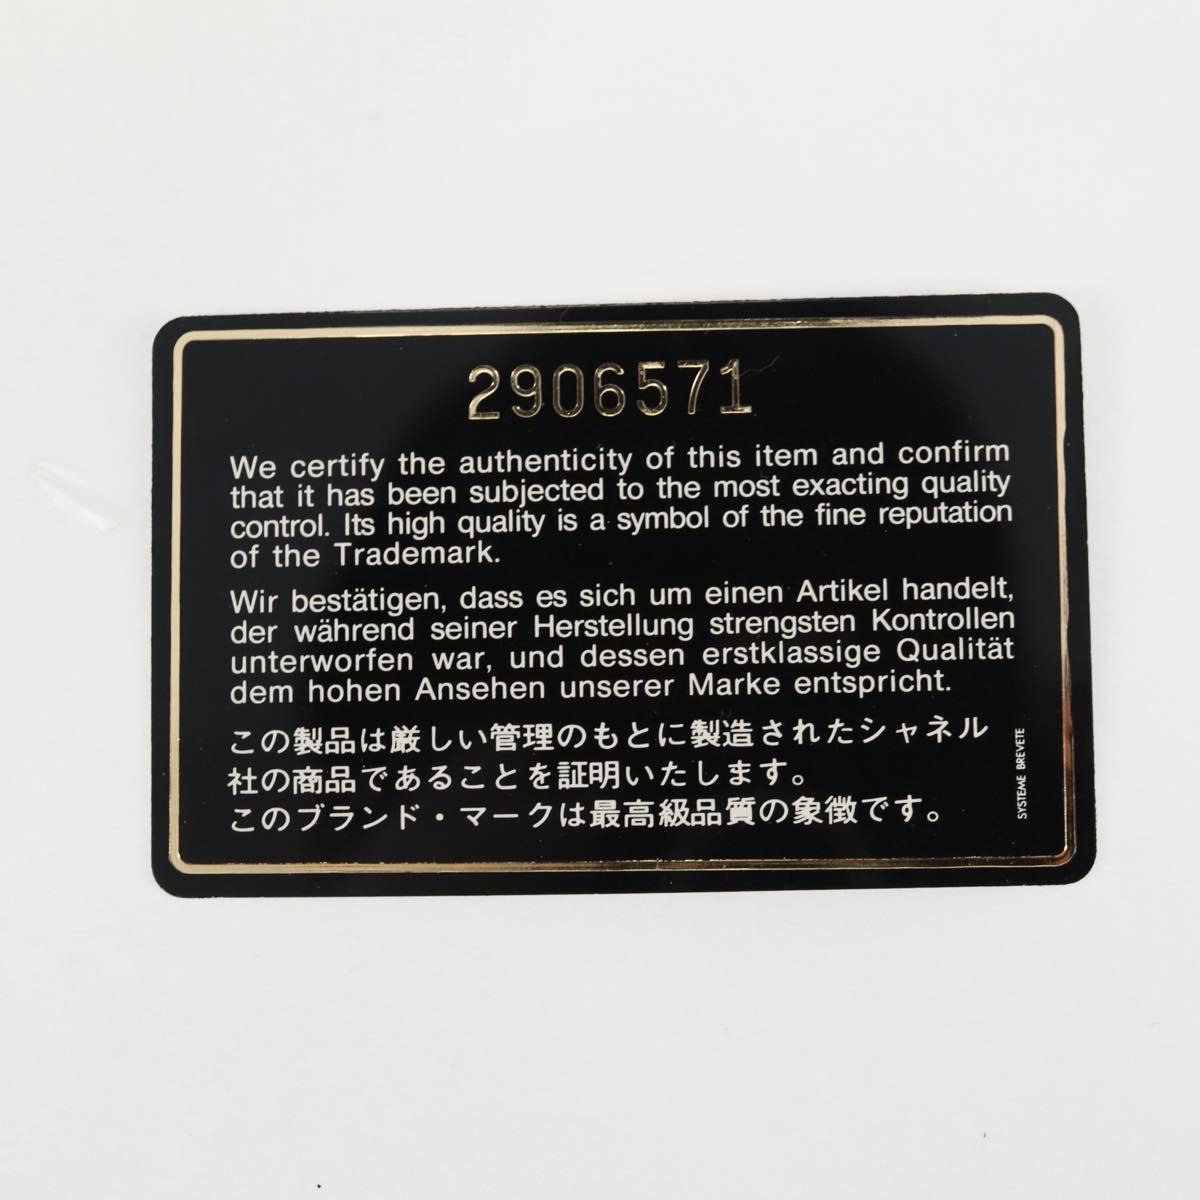 2906571
We certify the authenticity of this item and confirm
that it has been subjected to the most exacting quality
control. Its high quality is a symbol of the fine reputation
of the Trademark.
Wir bestätigen, dass es sich um einen Artikel handelt,
der während seiner Herstellung strengsten Kontrollen
unterworfen war, und dessen erstklassige Qualität
dem hohen Ansehen unserer Marke entspricht.
この製品は厳しい管理のもとに製造されたシャネル
社の商品であることを証明いたします。
このブランド・マークは最高級品質の象徴です。
SYSTEME BREVETE